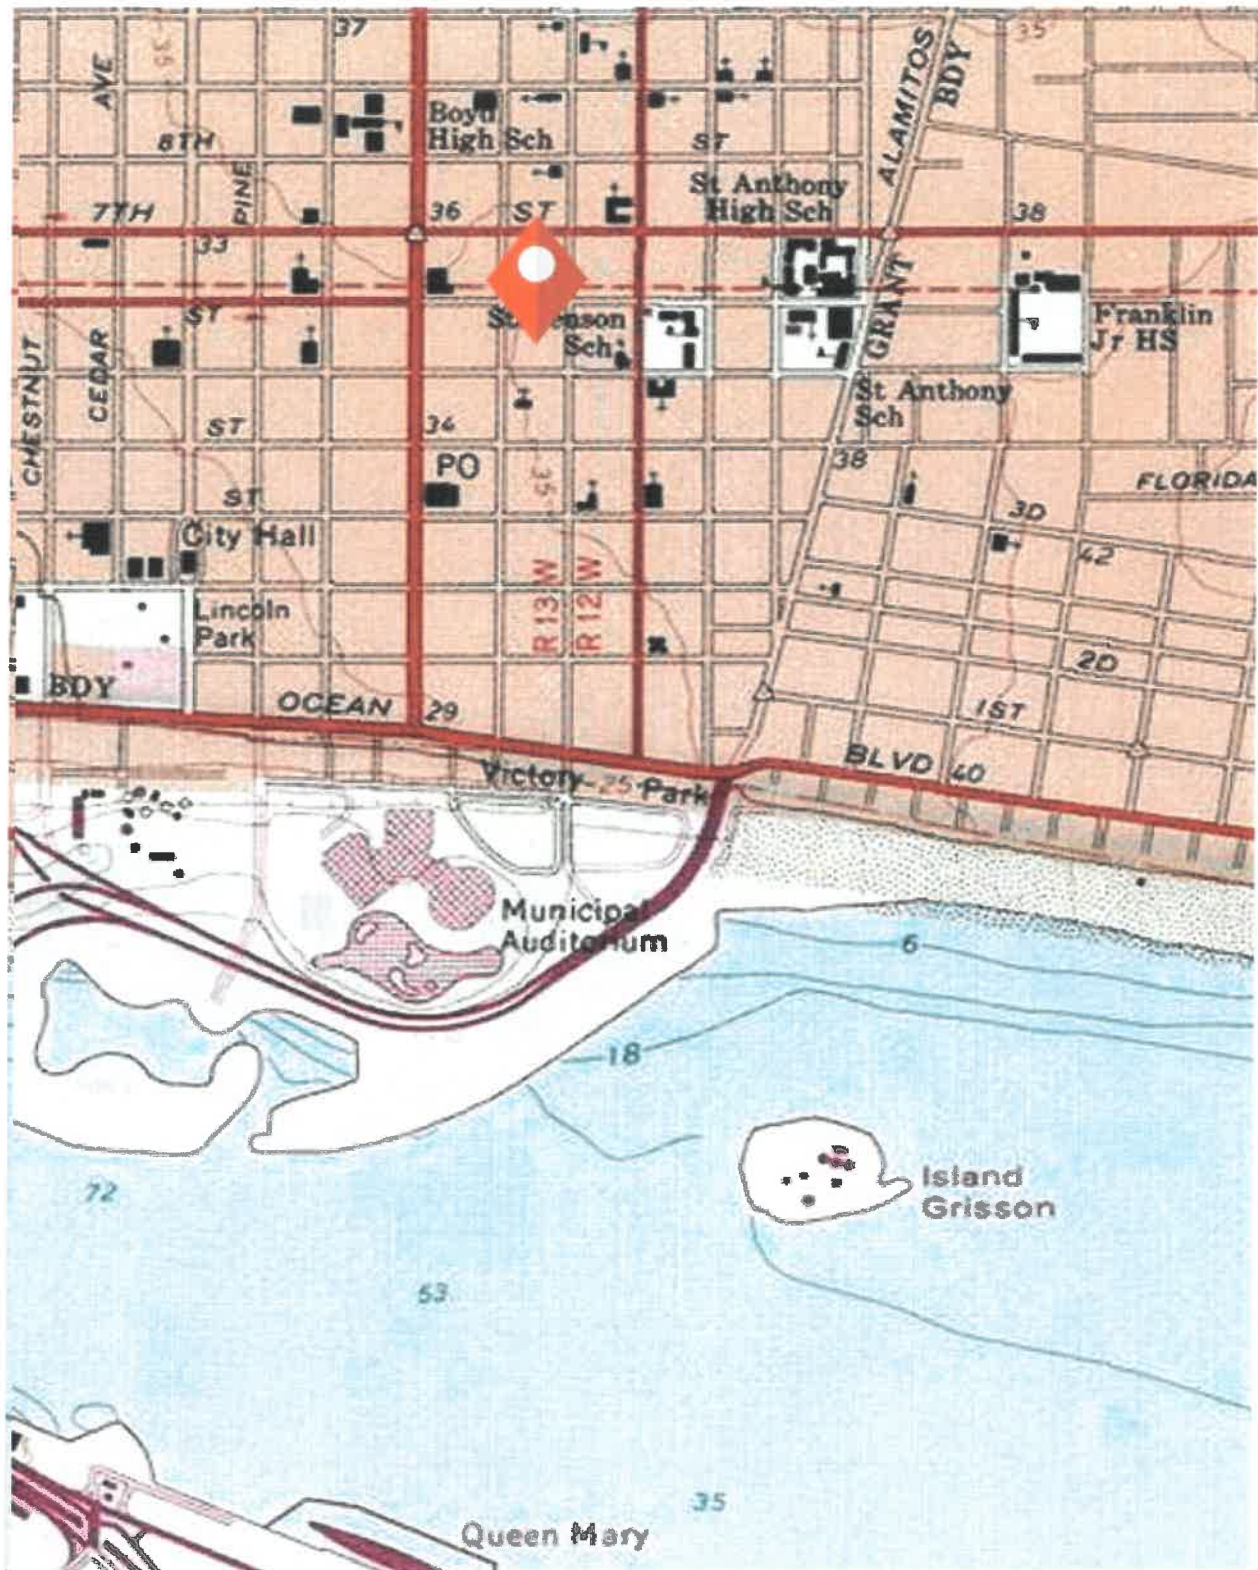 37
35
AVE
ALAMITOS
BDY
35
Boyd
High Sch
8TH
ST
PINE
St Anthony
High Sch
7TH
36
ST
38
33
GRANT
ST
Sch
Franklin
Jr HS
CHESTNUT
CEDAR
St Anthony
Sch
ST
34
38
PO
35
FLORIDA
ST
3D
City Hall
42
R 13 W
R 12 W
Lincoln
Park
2D
BDY
OCEAN
29
1ST
BLVD
40
Victory
25
Park
Municipal
Auditorium
6
18
72
Island
Grisson
53
35
Queen Mary